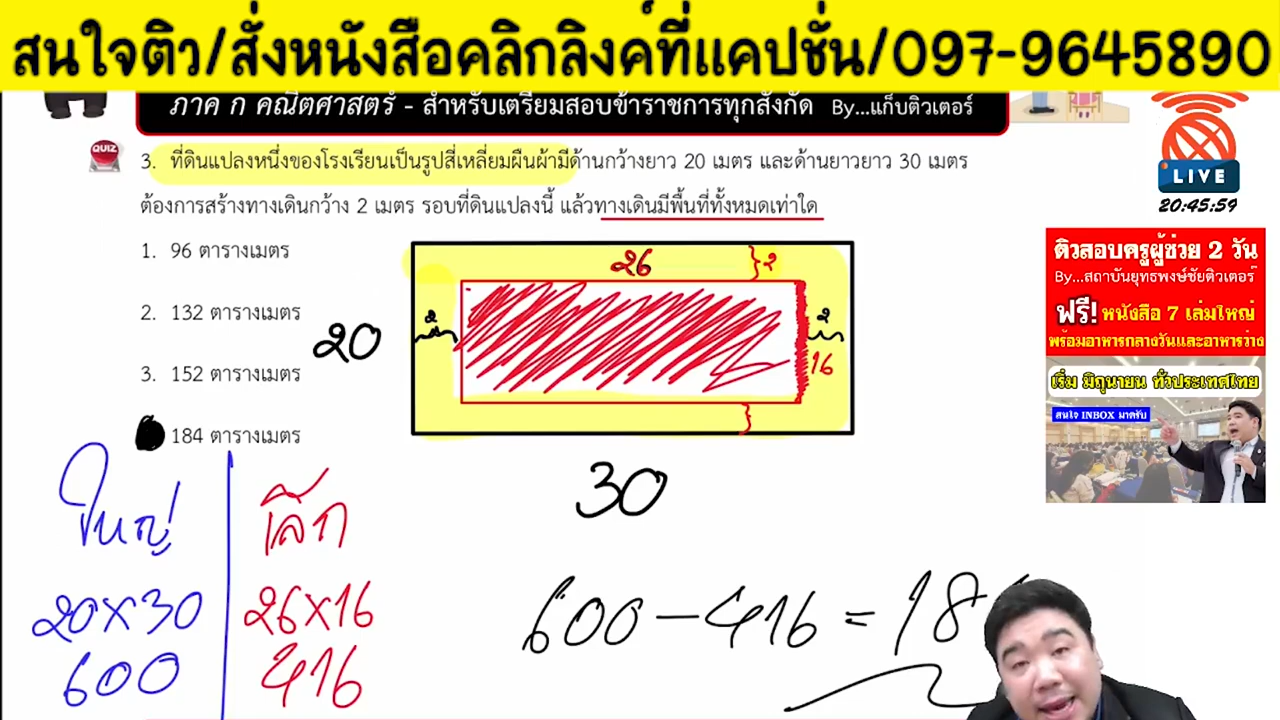 สนใจติว/สั่งหนังสือคลิกลิงค์ที่แคปชั่น/097-9645890
ภาค ก คณิตศาสตร์ - สำหรับเตรียมสอบข้าราชการทุกสังกัด By...แก็บติวเตอร์
QUIZ
3. ที่ดินแปลงหนึ่งของโรงเรียนเป็นรูปสี่เหลี่ยมผืนผ้ามีด้านกว้างยาว 20 เมตร และด้านยาวยาว 30 เมตร
ต้องการสร้างทางเดินกว้าง 2 เมตร รอบที่ดินแปลงนี้ แล้วทางเดินมีพื้นที่ทั้งหมดเท่าใด
1. 96 ตารางเมตร
2. 132 ตารางเมตร
3. 152 ตารางเมตร
184 ตารางเมตร
26
2
2
2
20
16
30
ใหญ่
เล็ก
20x30
26x16
600
416
600-416=18
LIVE
20:45:59
ติวสอบครูผู้ช่วย 2 วัน
By...สถาบันยุทธพงษ์ชัยติวเตอร์
ฟรี! หนังสือ 7 เล่มใหญ่
พร้อมอาหารกลางวันและอาหารว่าง
เริ่ม มิถุนายน ทั่วประเทศไทย
สนใจ INBOX มาครับ